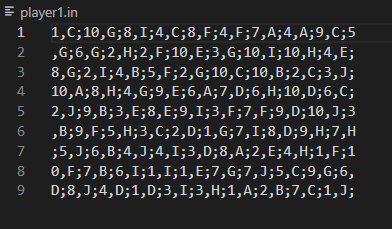 player1.in
1 1,C;10,G;8,I;4,C;8,F;4,F;7,A;4,A;9,C;5
2 ,G;6,G;2,H;2,F;10,E;3,G;10,I;10,H;4,E;
3 8,G;2,I;4,B;5,F;2,G;10,C;10,B;2,C;3,J;
4 10,A;8,H;4,G;9,E;6,A;7,D;6,H;10,D;6,C;
5 2,J;9,B;3,E;8,E;9,I;3,F;7,F;9,D;10,J;3
6 ,B;9,F;5,H;3,C;2,D;1,G;7,I;8,D;9,H;7,H
7 ;5,J;6,B;4,J;4,I;3,D;8,A;2,E;4,H;1,F;1
8 0,F;7,B;6,I;1,I;1,E;7,G;7,J;5,C;9,G;6,
9 D;8,J;4,D;1,D;3,I;3,H;1,A;2,B;7,C;1,J;